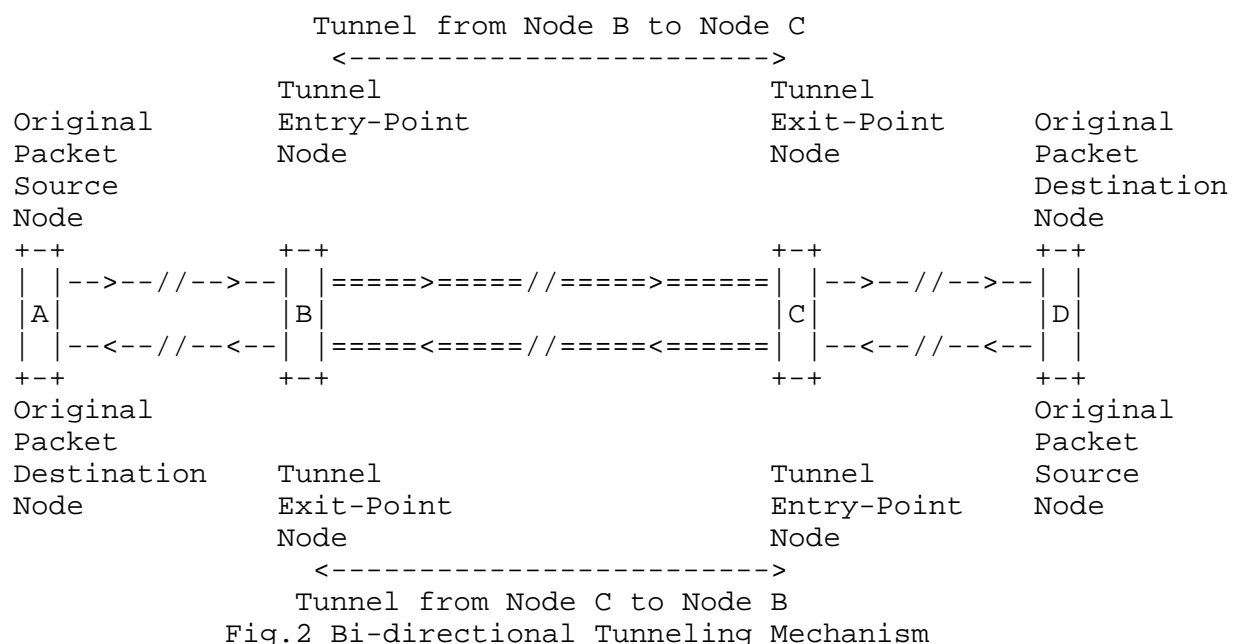 Tunnel from Node B to Node C
                       <------------------------>
                   Tunnel                             Tunnel
Original           Entry-Point                        Exit-Point         Original
Packet             Node                               Node               Packet
Source                                                                   Destination
Node                                                                     Node
+-+                +-+                                +-+                +-+
| |-->--//-->--| |=====>=====//=====>======| |-->--//-->--| |
|A|                |B|                                |C|                |D|
| |--<--//--<--| |=====<=====//=====<======| |--<--//--<--| |
+-+                +-+                                +-+                +-+
Original                                                                 Original
Packet                                                                   Packet
Destination        Tunnel                             Tunnel             Source
Node               Exit-Point                         Entry-Point        Node
                   Node                               Node
                      <------------------------->
                     Tunnel from Node C to Node B
                Fig.2 Bi-directional Tunneling Mechanism